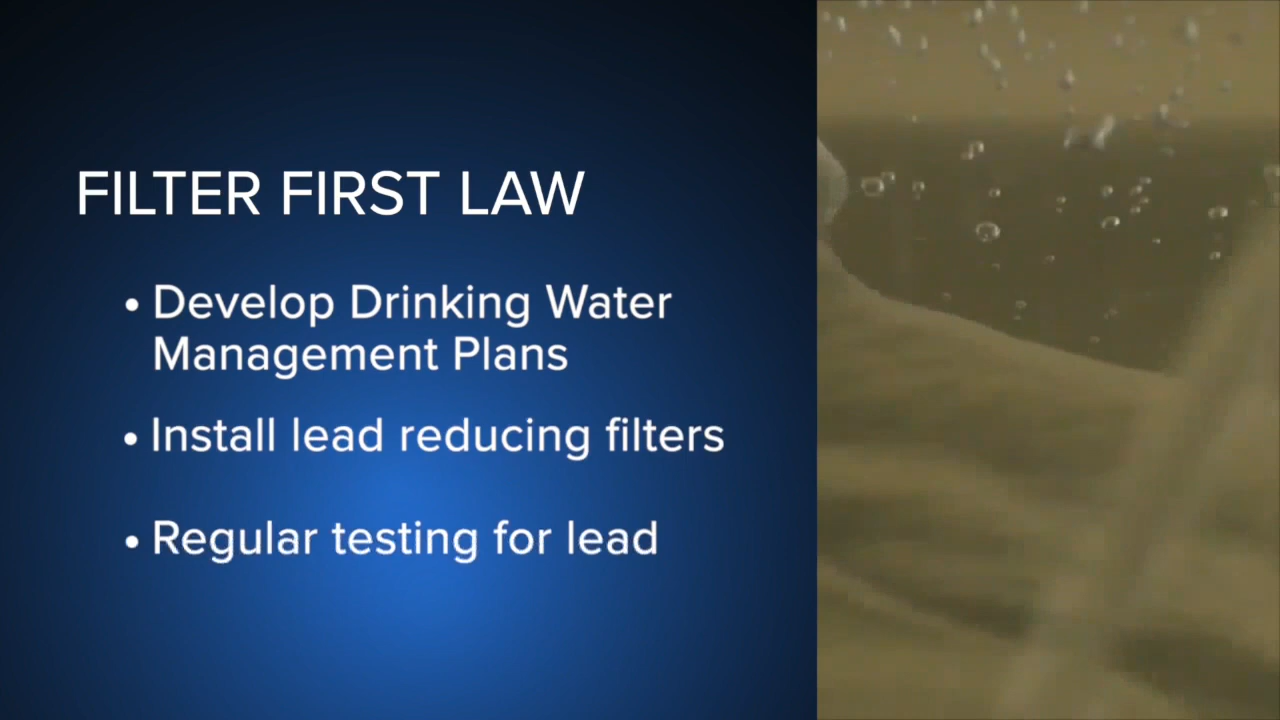 FILTER FIRST LAW
• Develop Drinking Water
Management Plans
• Install lead reducing filters
• Regular testing for lead